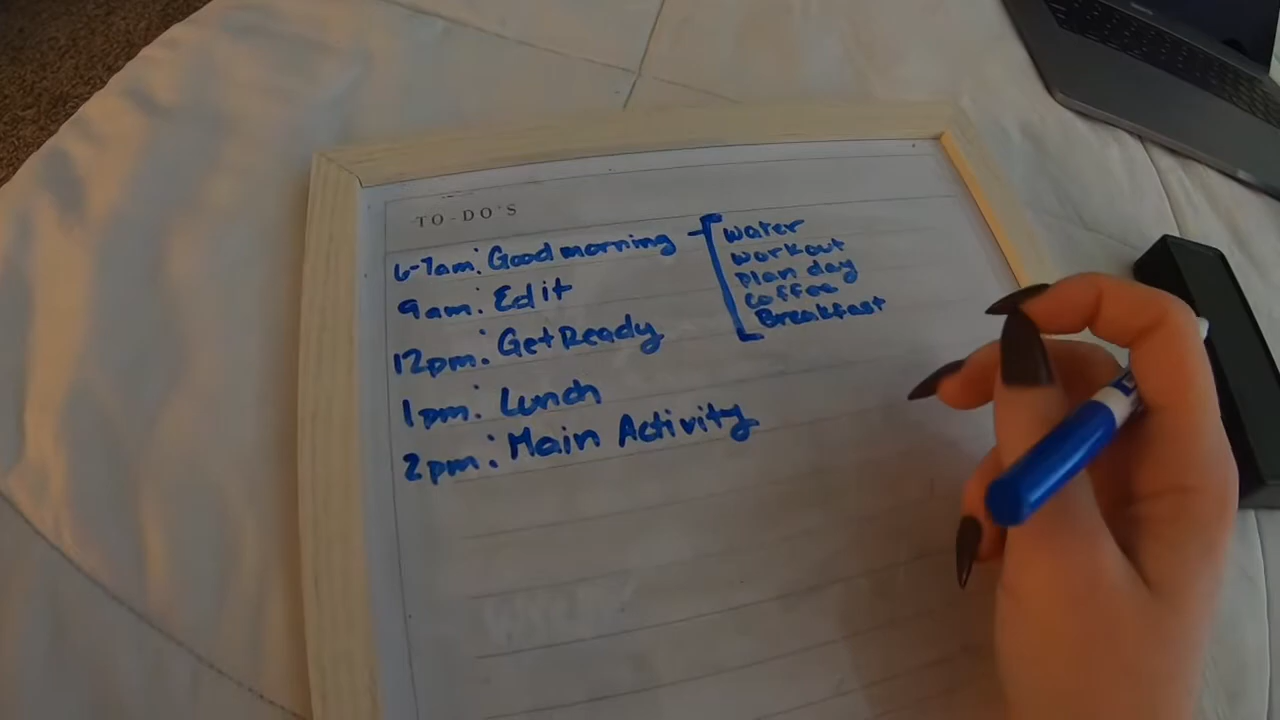 TO-DO'S
6-7am: Good morning
Water
Workout
Plan day
Coffee
Breakfast
9am: Edit
12pm: Get Ready
1pm: Lunch
2pm: Main Activity